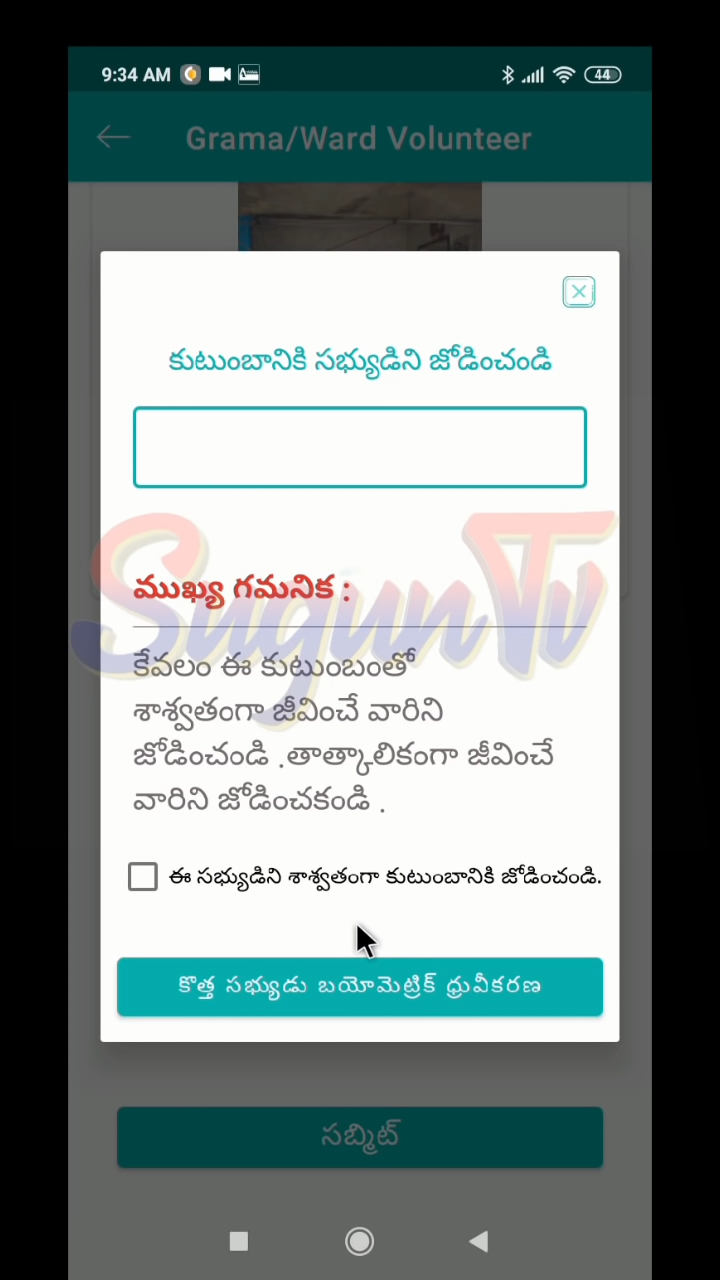 9:34 AM
44
Grama/Ward Volunteer
కుటుంబానికి సభ్యుడిని జోడించండి
SugunTv
ముఖ్య గమనిక :
కేవలం ఈ కుటుంబంతో
శాశ్వతంగా జీవించే వారిని
జోడించండి .తాత్కాలికంగా జీవించే
వారిని జోడించకండి .
ఈ సభ్యుడిని శాశ్వతంగా కుటుంబానికి జోడించండి.
కొత్త సభ్యుడు బయోమెట్రిక్ ధ్రువీకరణ
సబ్మిట్